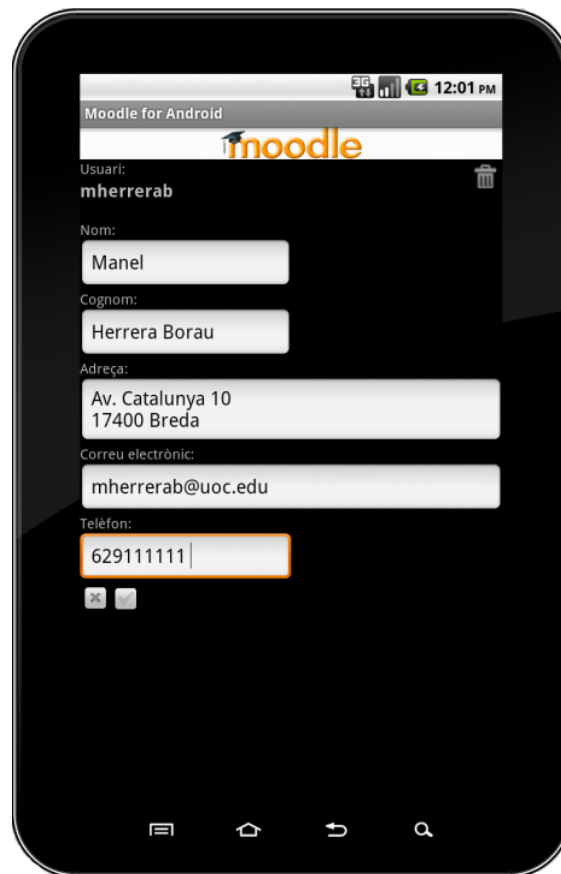 3G 12:01 PM
Moodle for Android
moodle
Usuari:
mherrerab
Nom:
Manel
Cognom:
Herrera Borau
Adreça:
Av. Catalunya 10
17400 Breda
Correu electrònic:
mherrerab@uoc.edu
Telèfon:
629111111